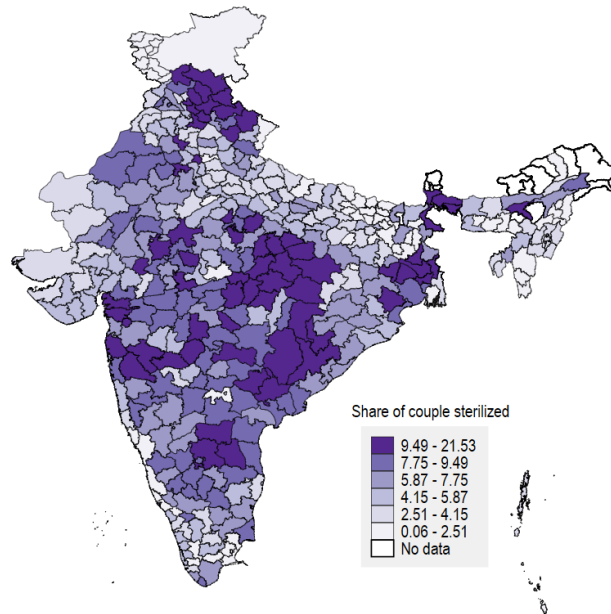 Share of couple sterilized
9.49 - 21.53
7.75 - 9.49
5.87 - 7.75
4.15 - 5.87
2.51 - 4.15
0.06 - 2.51
No data